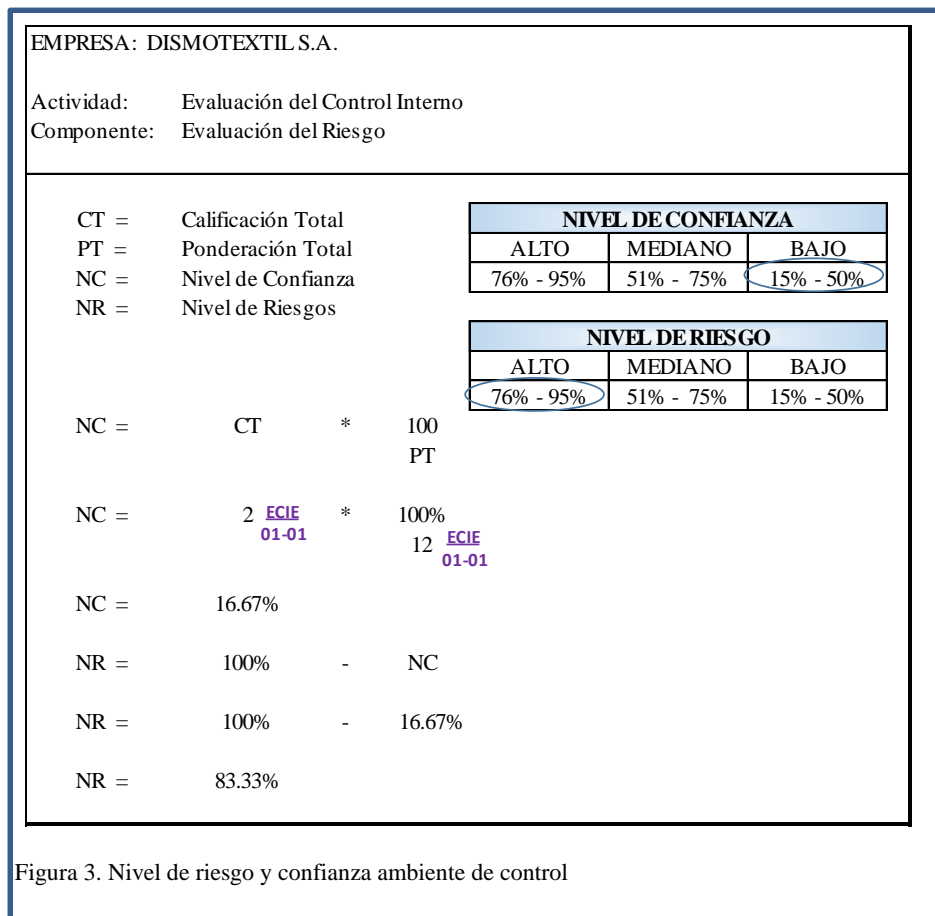 EMPRESA: DISMOTEXTIL S.A.
Actividad: Evaluación del Control Interno
Componente: Evaluación del Riesgo
CT = Calificación Total
PT = Ponderación Total
NC = Nivel de Confianza
NR = Nivel de Riesgos
NIVEL DE CONFIANZA
ALTO MEDIANO BAJO
76% - 95% 51% - 75% 15% - 50%
NIVEL DE RIESGO
ALTO MEDIANO BAJO
76% - 95% 51% - 75% 15% - 50%
NC = CT * 100
PT
NC = 2 ECIE * 100%
01-01
12 ECIE
01-01
NC = 16.67%
NR = 100% - NC
NR = 100% - 16.67%
NR = 83.33%
Figura 3. Nivel de riesgo y confianza ambiente de control